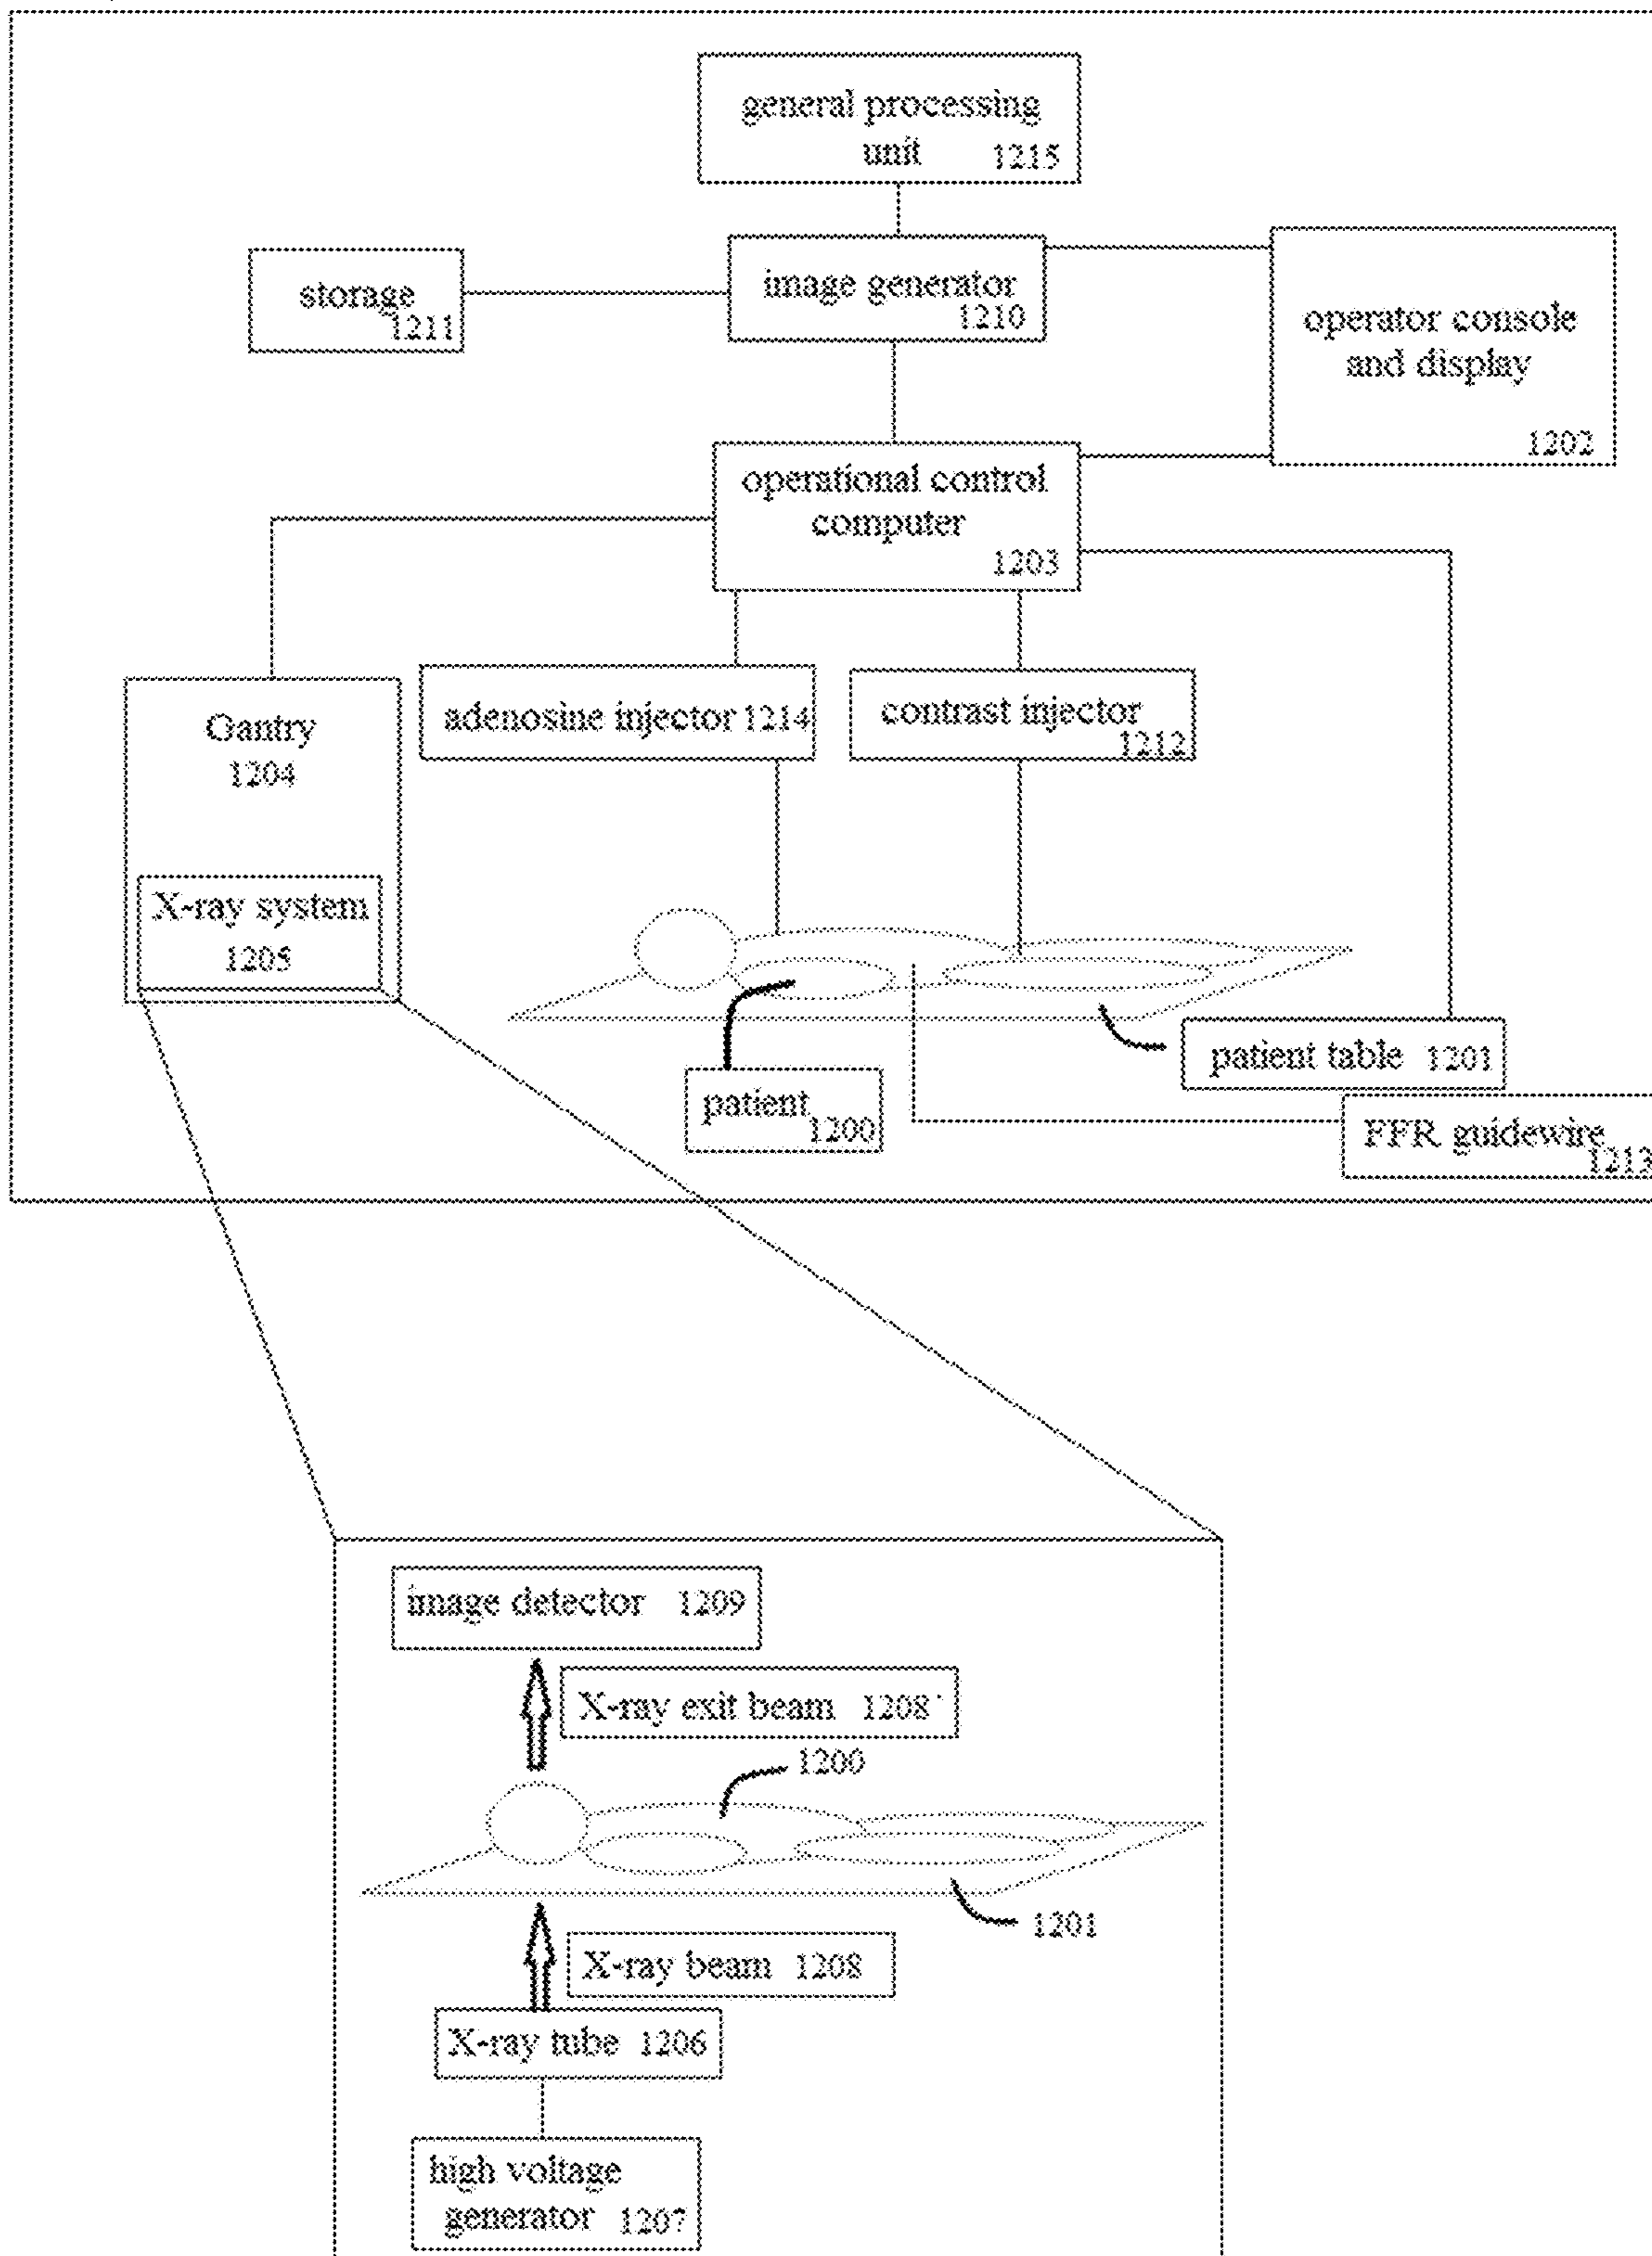 general processing
unit 1215
image generator
1210
storage
1211
operator console
and display
1202
operational control
computer
1203
Gantry
1204
adenosine injector 1214
contrast injector
1212
X-ray system
1205
patient table 1201
patient
1200
FFR guidewire
1213
image detector 1209
X-ray exit beam 1208'
1200
1201
X-ray beam 1208
X-ray tube 1206
high voltage
generator 1207